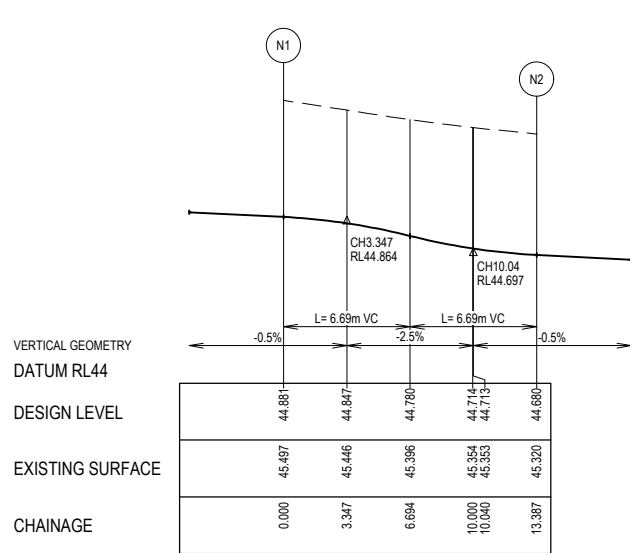 N1
N2
CH3.347
RL44.864
CH10.04
RL44.697
L= 6.69m VC
L= 6.69m VC
VERTICAL GEOMETRY
-0.5%
-2.5%
-0.5%
DATUM RL44
DESIGN LEVEL
44.881
44.847
44.780
44.714
44.713
44.680
EXISTING SURFACE
45.497
45.446
45.396
45.354
45.353
45.320
CHAINAGE
0.000
3.347
6.694
10.000
10.040
13.387